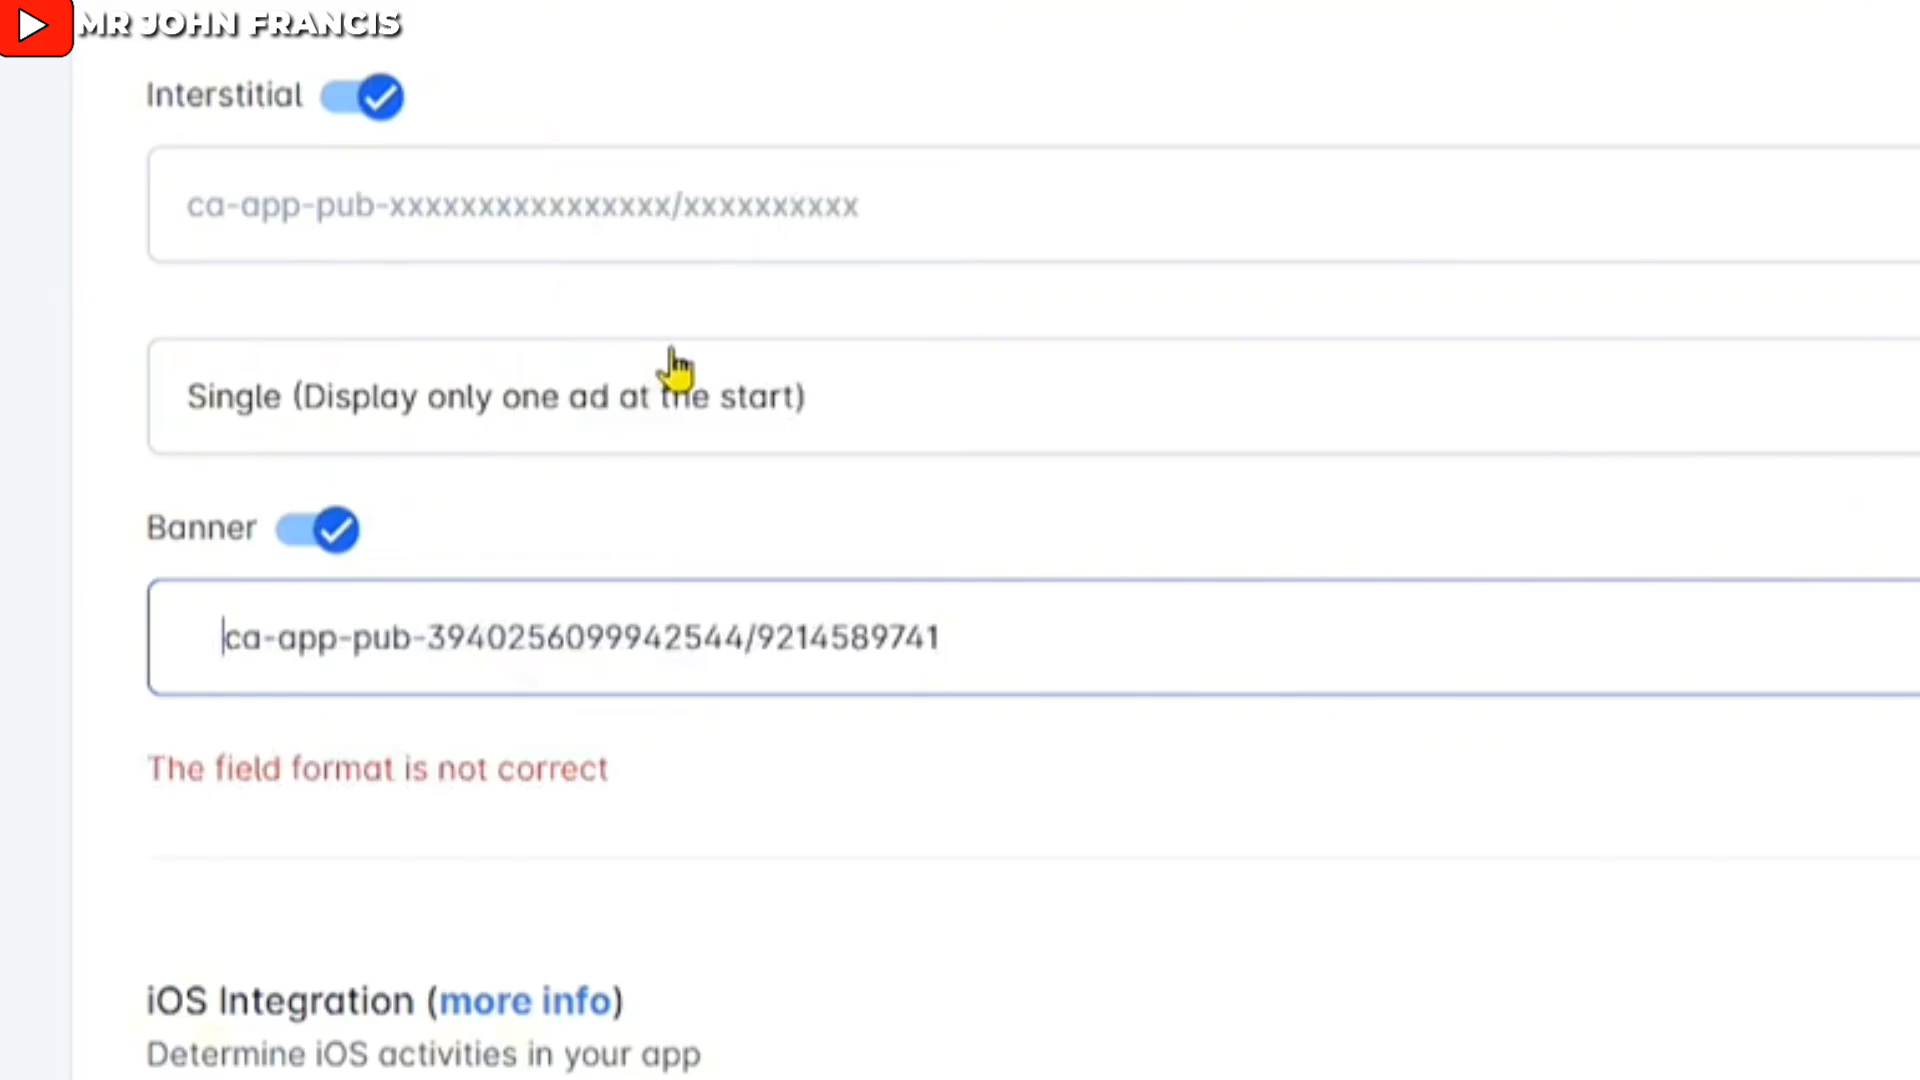 MR JOHN FRANCIS
Interstitial
ca-app-pub-xxxxxxxxxxxxxxxx/xxxxxxxxxx
Single (Display only one ad at the start)
Banner
ca-app-pub-3940256099942544/9214589741
The field format is not correct
iOS Integration (more info)
Determine iOS activities in your app